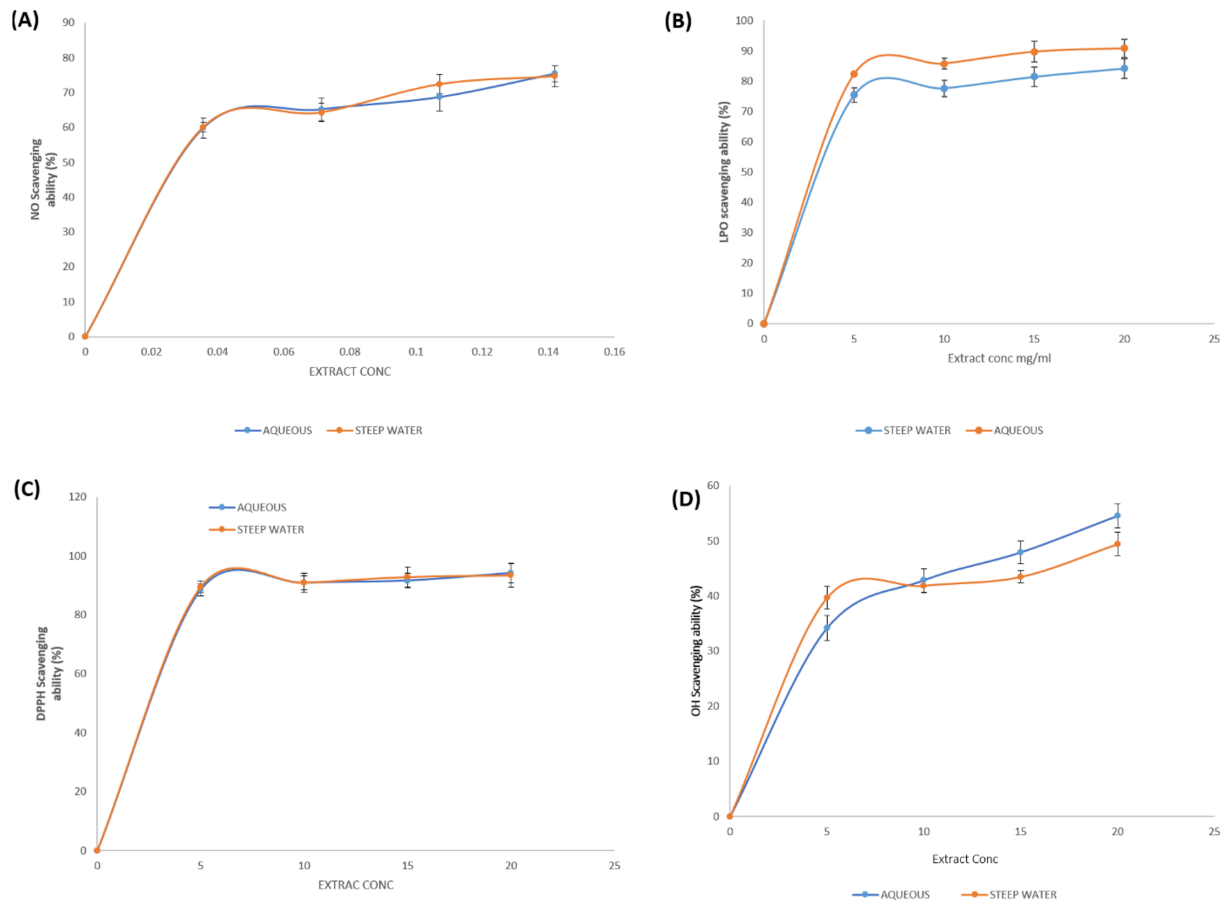 (A)
90
80
70
60
50
40
30
20
10
0
NO Scavenging
ability (%)
0 0.02 0.04 0.06 0.08 0.1 0.12 0.14 0.16
EXTRACT CONC
AQUEOUS STEEP WATER
(B)
100
90
80
70
60
50
40
30
20
10
0
LPO scavenging ability (%)
0 5 10 15 20 25
Extract conc mg/ml
STEEP WATER AQUEOUS
(C)
AQUEOUS
STEEP WATER
120
100
80
60
40
20
0
DPPH Scavenging
ability (%)
0 5 10 15 20 25
EXTRAC CONC
(D)
60
50
40
30
20
10
0
OH Scavenging ability (%)
0 5 10 15 20 25
Extract Conc
AQUEOUS STEEP WATER